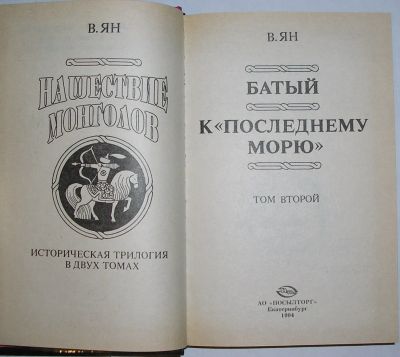 В. ЯН
НАШЕСТВИЕ
МОНГОЛОВ
ИСТОРИЧЕСКАЯ ТРИЛОГИЯ
В ДВУХ ТОМАХ
В. ЯН
БАТЫЙ
К «ПОСЛЕДНЕМУ
МОРЮ»
ТОМ ВТОРОЙ
АО "ПОСЫЛТОРГ"
Екатеринбург
1994